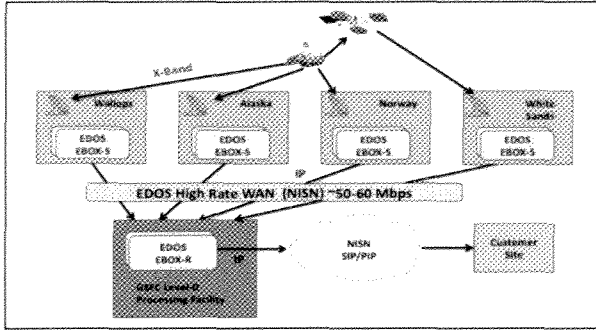 X-Band
Wallops
Alaska
Norway
White
Sands
EDOS
EBOX-S
EDOS
EBOX-S
EDOS
EBOX-S
EDOS
EBOX-S
IP
EDOS High Rate WAN (NISN) ~50-60 Mbps
EDOS
EBOX-R
IP
NISN
SIP/PIP
Customer
Site
GSFC Level-0
Processing Facility